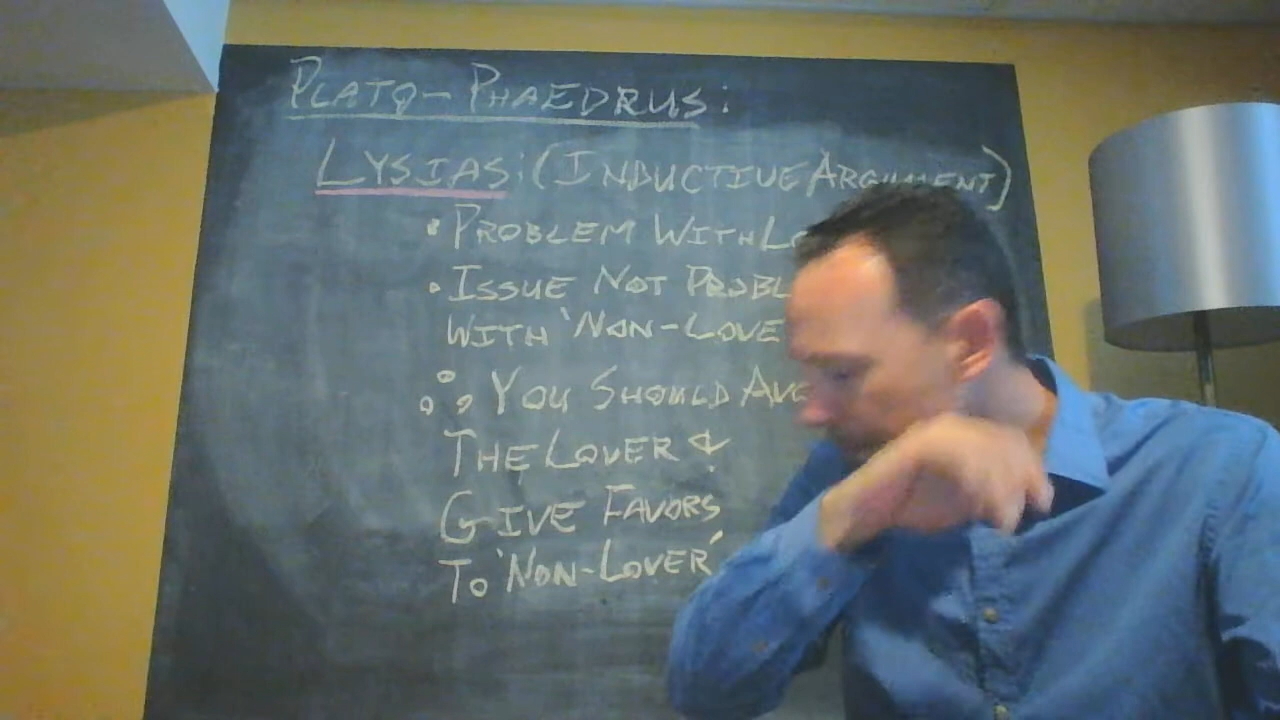 PLATO-PHAEDRUS:
LYSIAS: (INDUCTIVE ARGUMENT)
• PROBLEM WITH
• ISSUE NOT
WITH 'NON-LOVE
∴ YOU SHOULD
THE LOVER &
GIVE FAVORS
TO 'NON-LOVER'